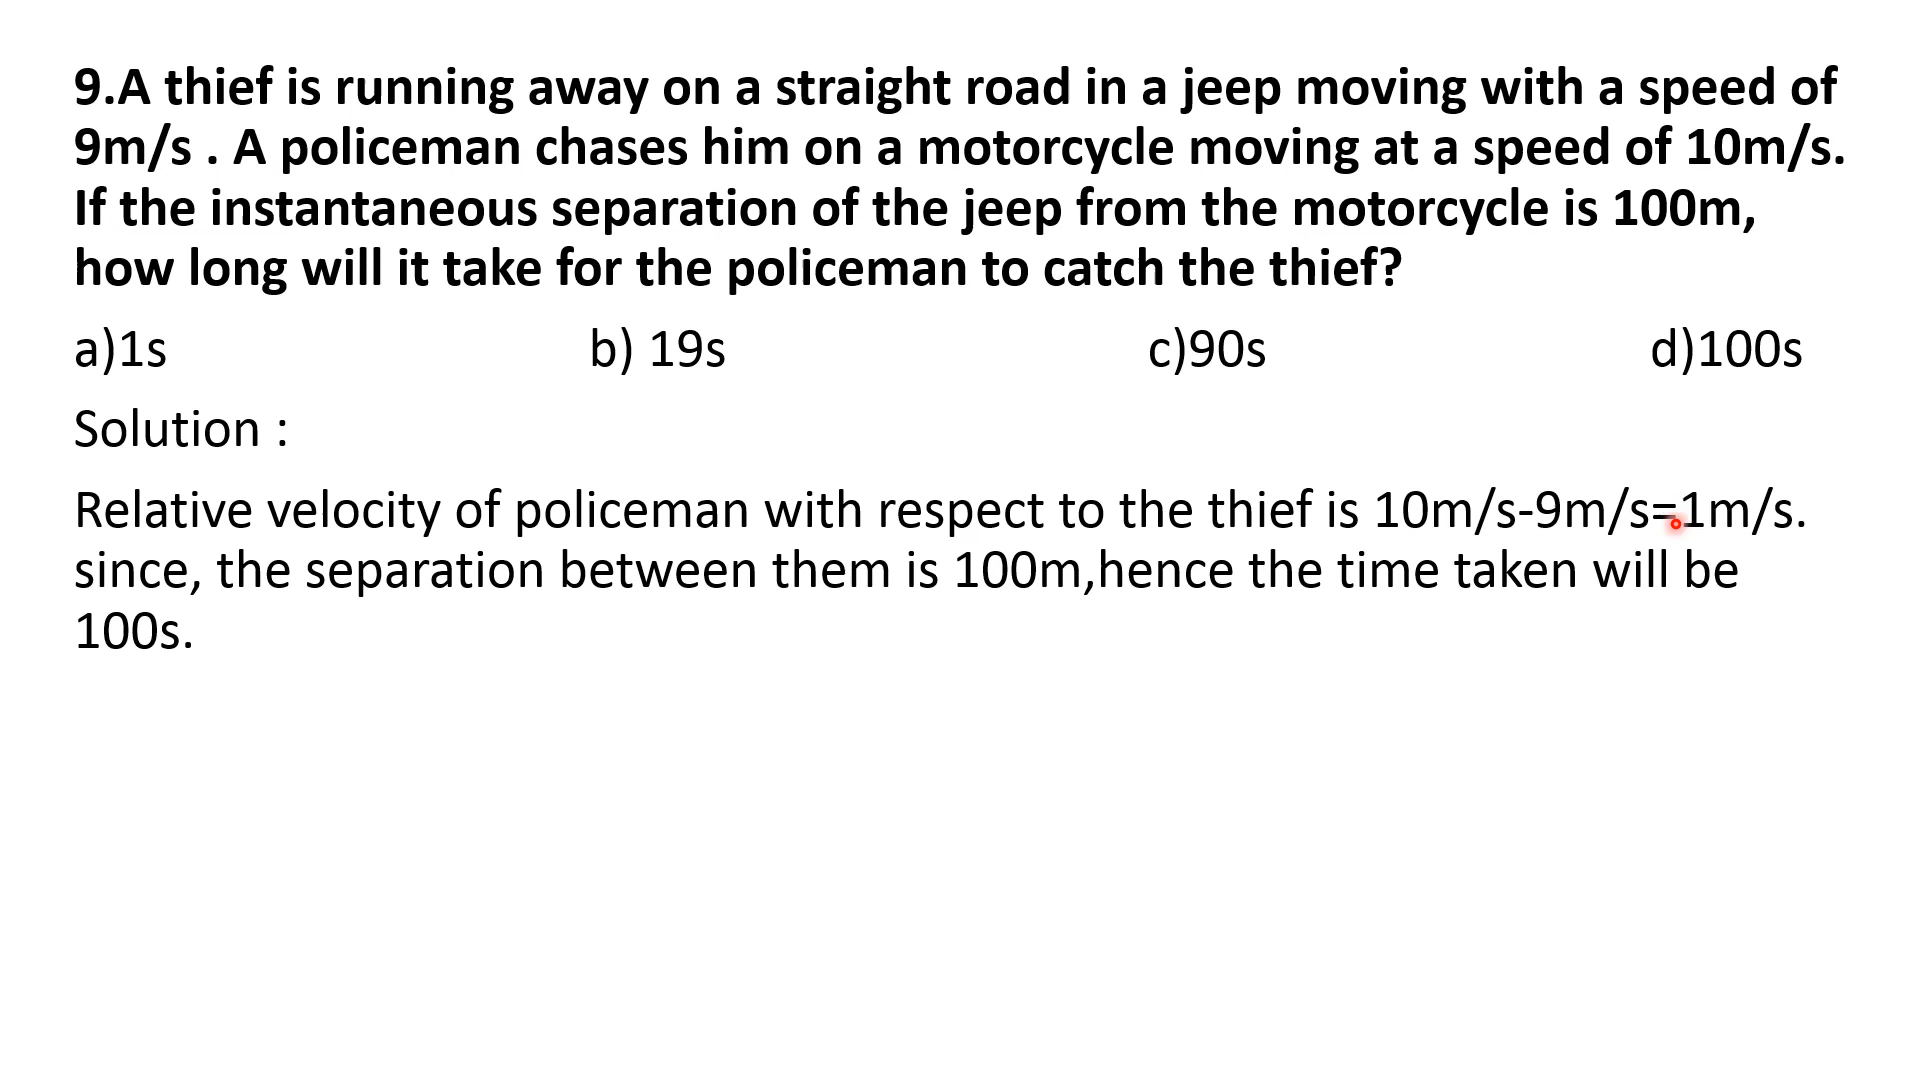 9.A thief is running away on a straight road in a jeep moving with a speed of
9m/s . A policeman chases him on a motorcycle moving at a speed of 10m/s.
If the instantaneous separation of the jeep from the motorcycle is 100m,
how long will it take for the policeman to catch the thief?
a)1s b) 19s c)90s d)100s
Solution :
Relative velocity of policeman with respect to the thief is 10m/s-9m/s=1m/s.
since, the separation between them is 100m,hence the time taken will be
100s.